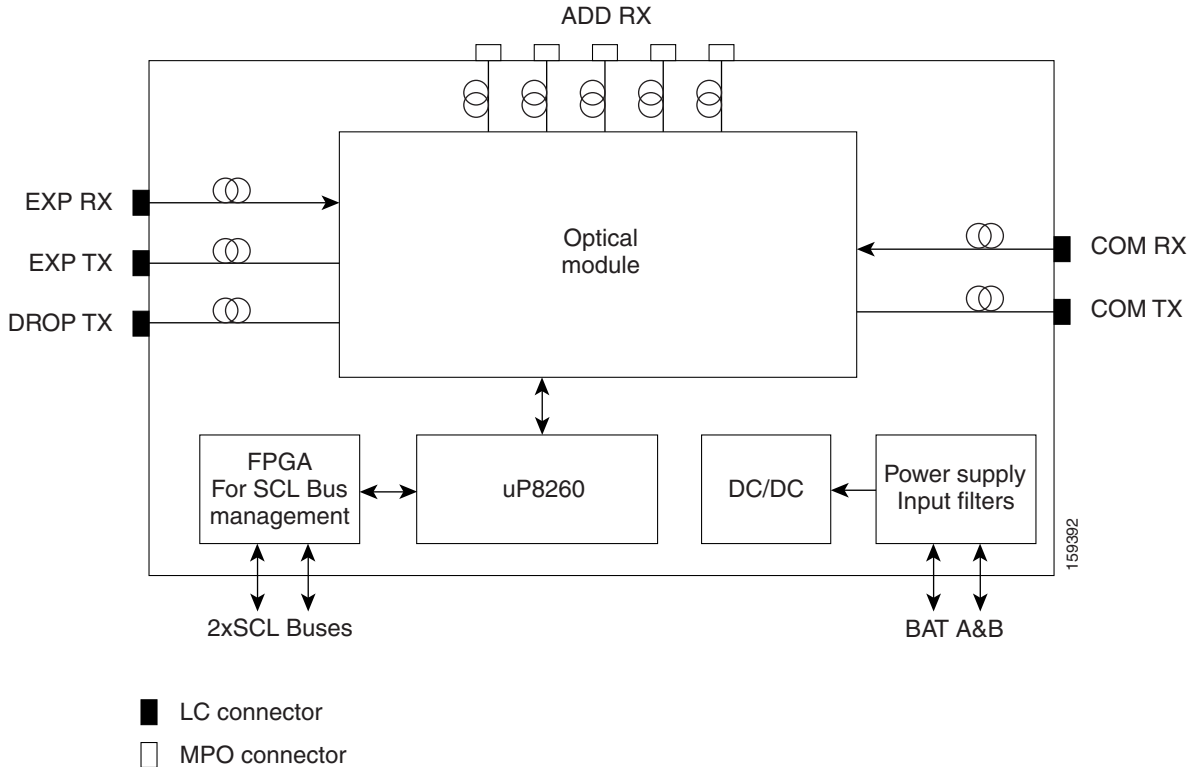 ADD RX
EXP RX
EXP TX
DROP TX
Optical
module
COM RX
COM TX
FPGA
For SCL Bus
management
uP8260
DC/DC
Power supply
Input filters
159392
2xSCL Buses
BAT A&B
LC connector
MPO connector